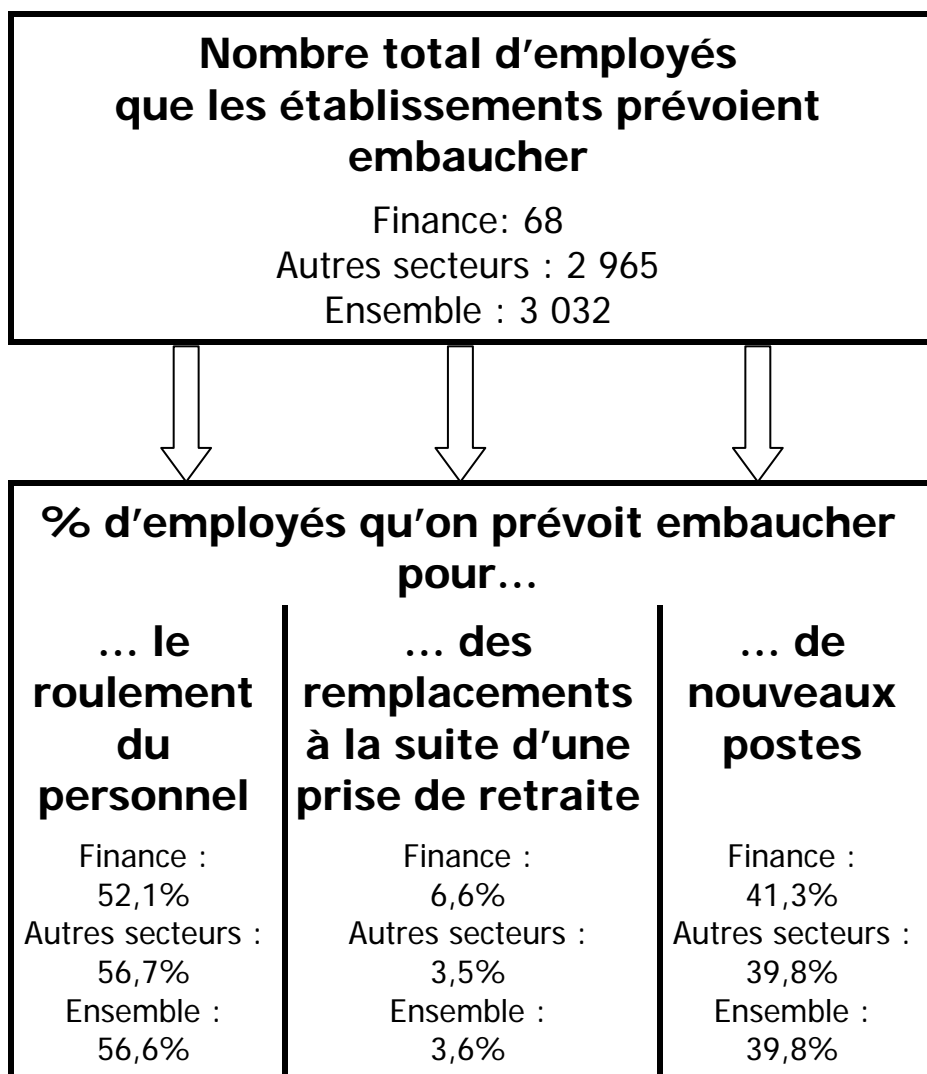 Nombre total d'employés
que les établissements prévoient
embaucher
Finance: 68
Autres secteurs : 2 965
Ensemble : 3 032
% d'employés qu'on prévoit embaucher
pour…
… le
roulement
du
personnel
Finance :
52,1%
Autres secteurs :
56,7%
Ensemble :
56,6%
… des
remplacements
à la suite d'une
prise de retraite
Finance :
6,6%
Autres secteurs :
3,5%
Ensemble :
3,6%
… de
nouveaux
postes
Finance :
41,3%
Autres secteurs :
39,8%
Ensemble :
39,8%